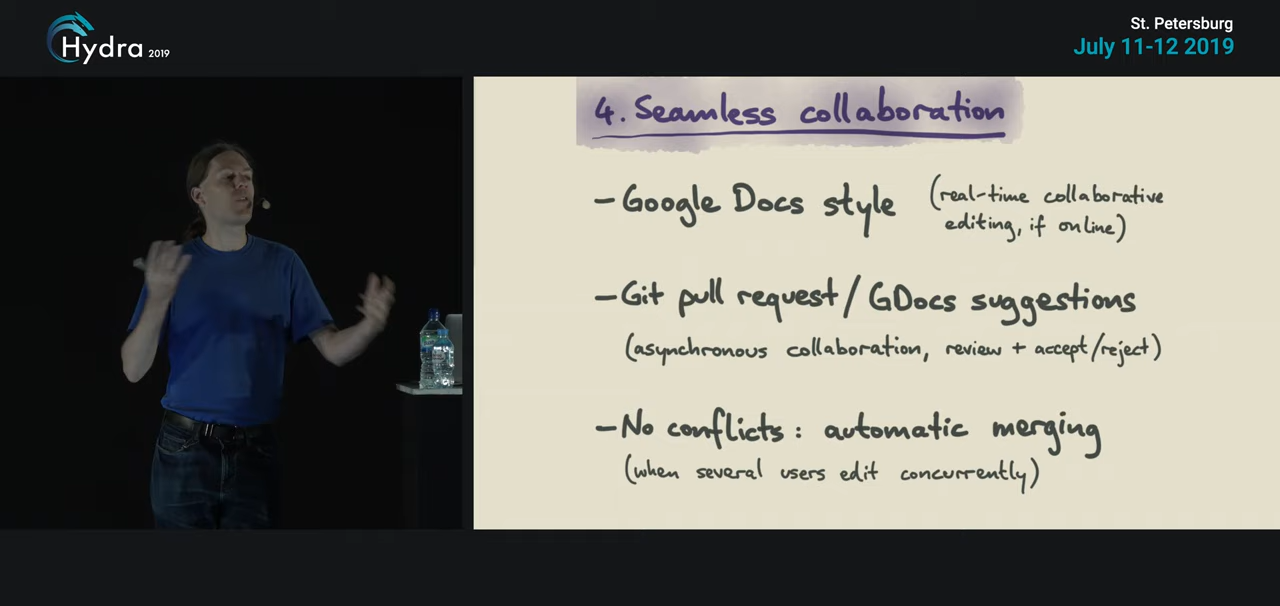 Hydra 2019
St. Petersburg
July 11-12 2019
4. Seamless collaboration
– Google Docs style (real-time collaborative
editing, if online)
– Git pull request / GDocs suggestions
(asynchronous collaboration, review + accept/reject)
– No conflicts: automatic merging
(when several users edit concurrently)